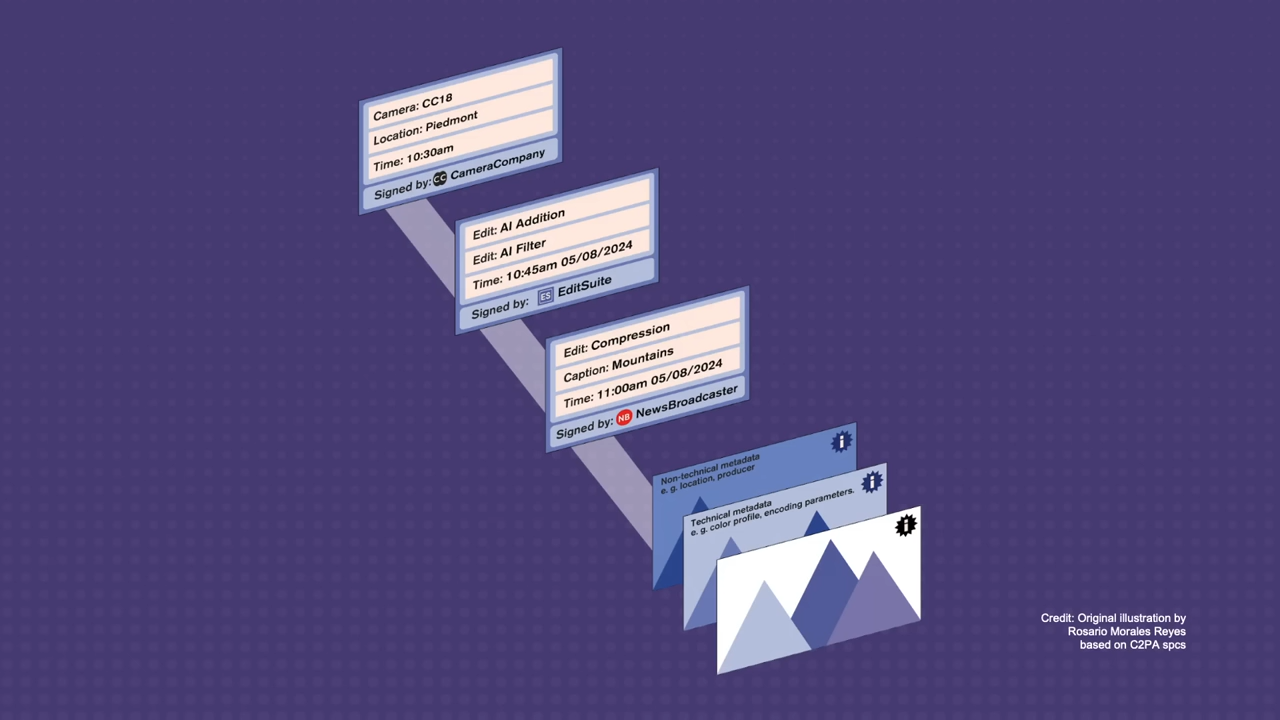 Camera: CC18
Location: Piedmont
Time: 10:30am
Signed by: CC CameraCompany
Edit: AI Addition
Edit: AI Filter
Time: 10:45am 05/08/2024
Signed by: ES EditSuite
Edit: Compression
Caption: Mountains
Time: 11:00am 05/08/2024
Signed by: NB NewsBroadcaster
Non-technical metadata
e. g. location, producer
i
Technical metadata
e. g. color profile, encoding parameters.
i
i
Credit: Original illustration by
Rosario Morales Reyes
based on C2PA spcs